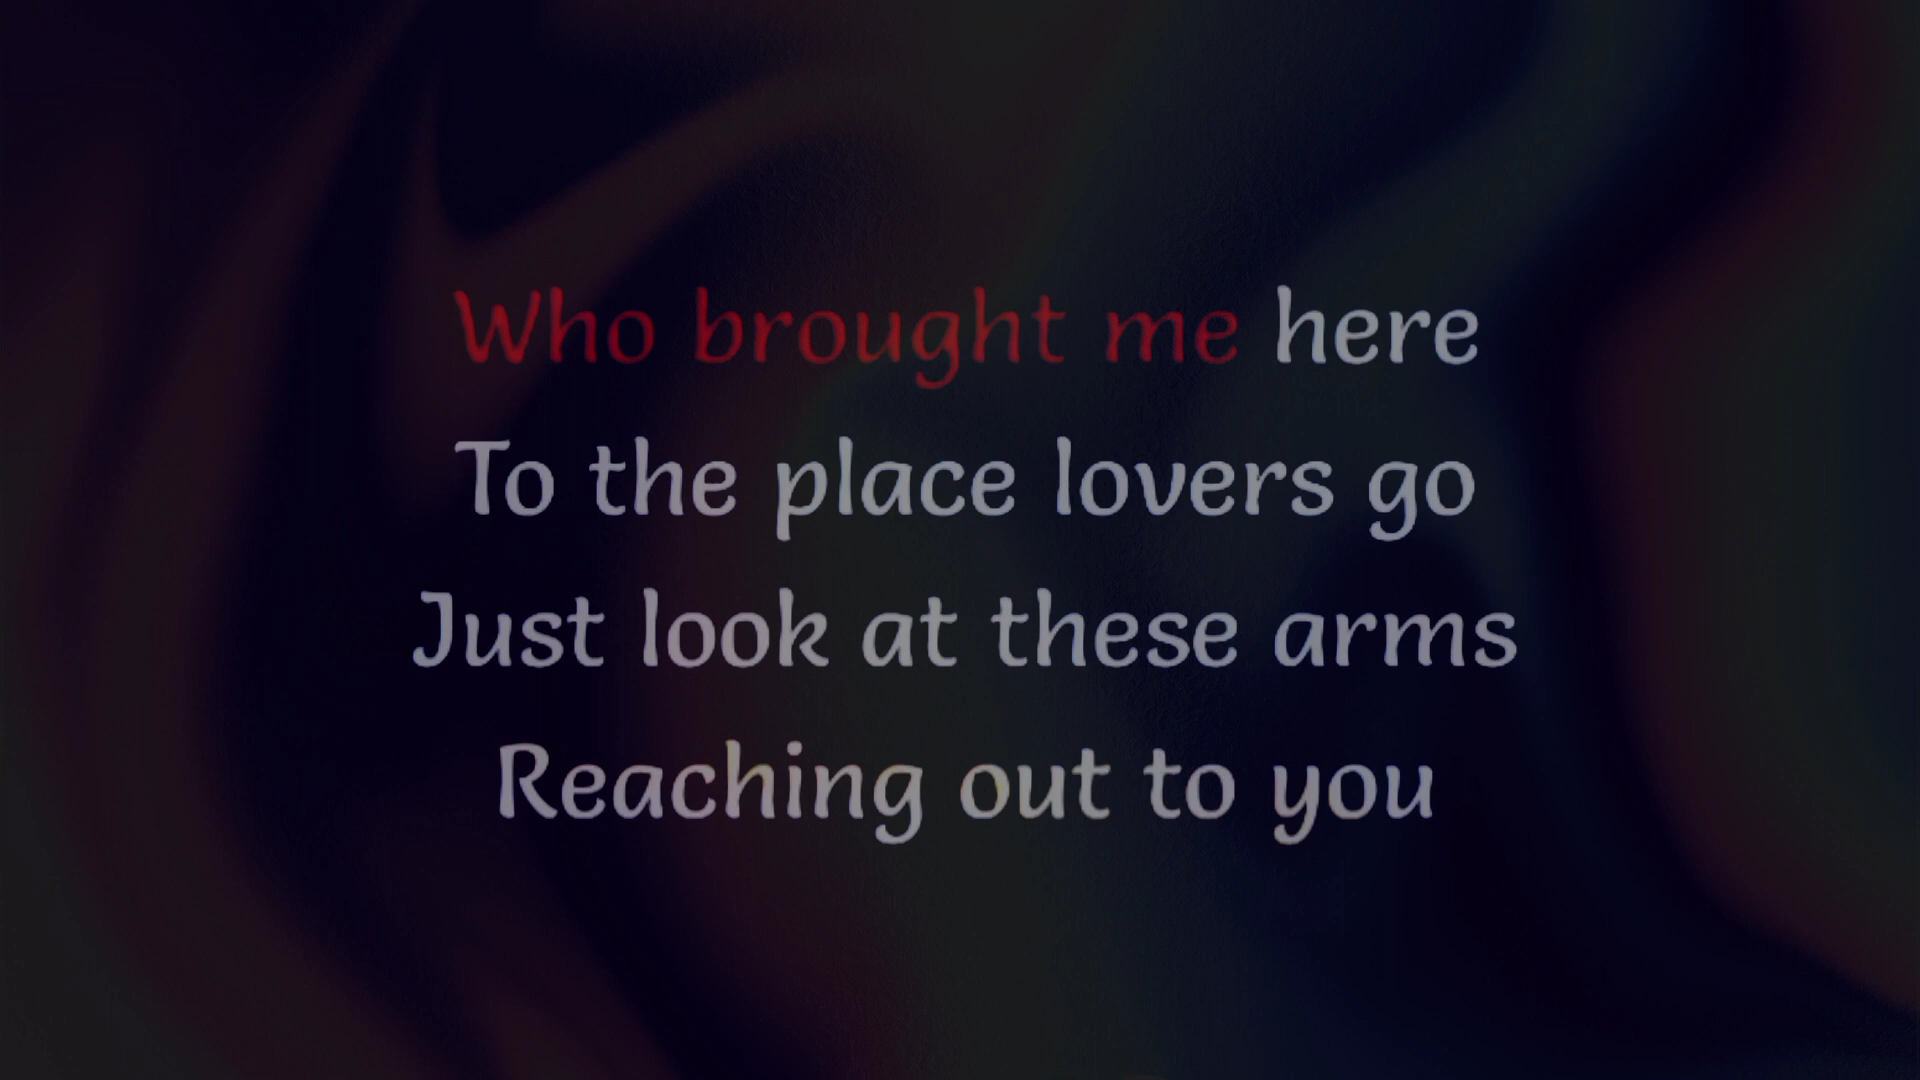 Who brought me here
To the place lovers go
Just look at these arms
Reaching out to you